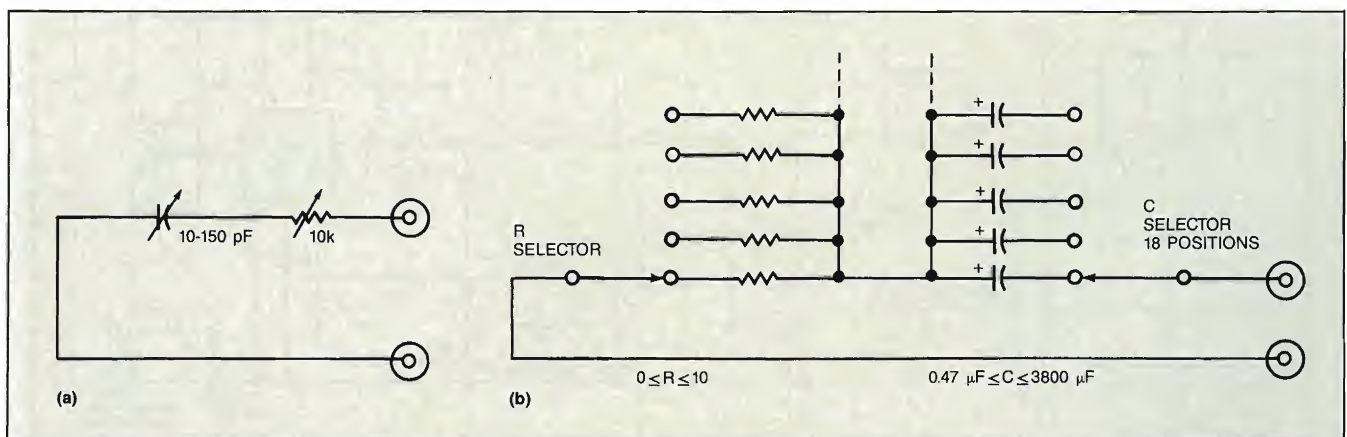 10-150 pF
10k
(a)
R
SELECTOR
+
+
+
+
+
C
SELECTOR
18 POSITIONS
0 ≤ R ≤ 10
0.47 µF ≤ C ≤ 3800 µF
(b)